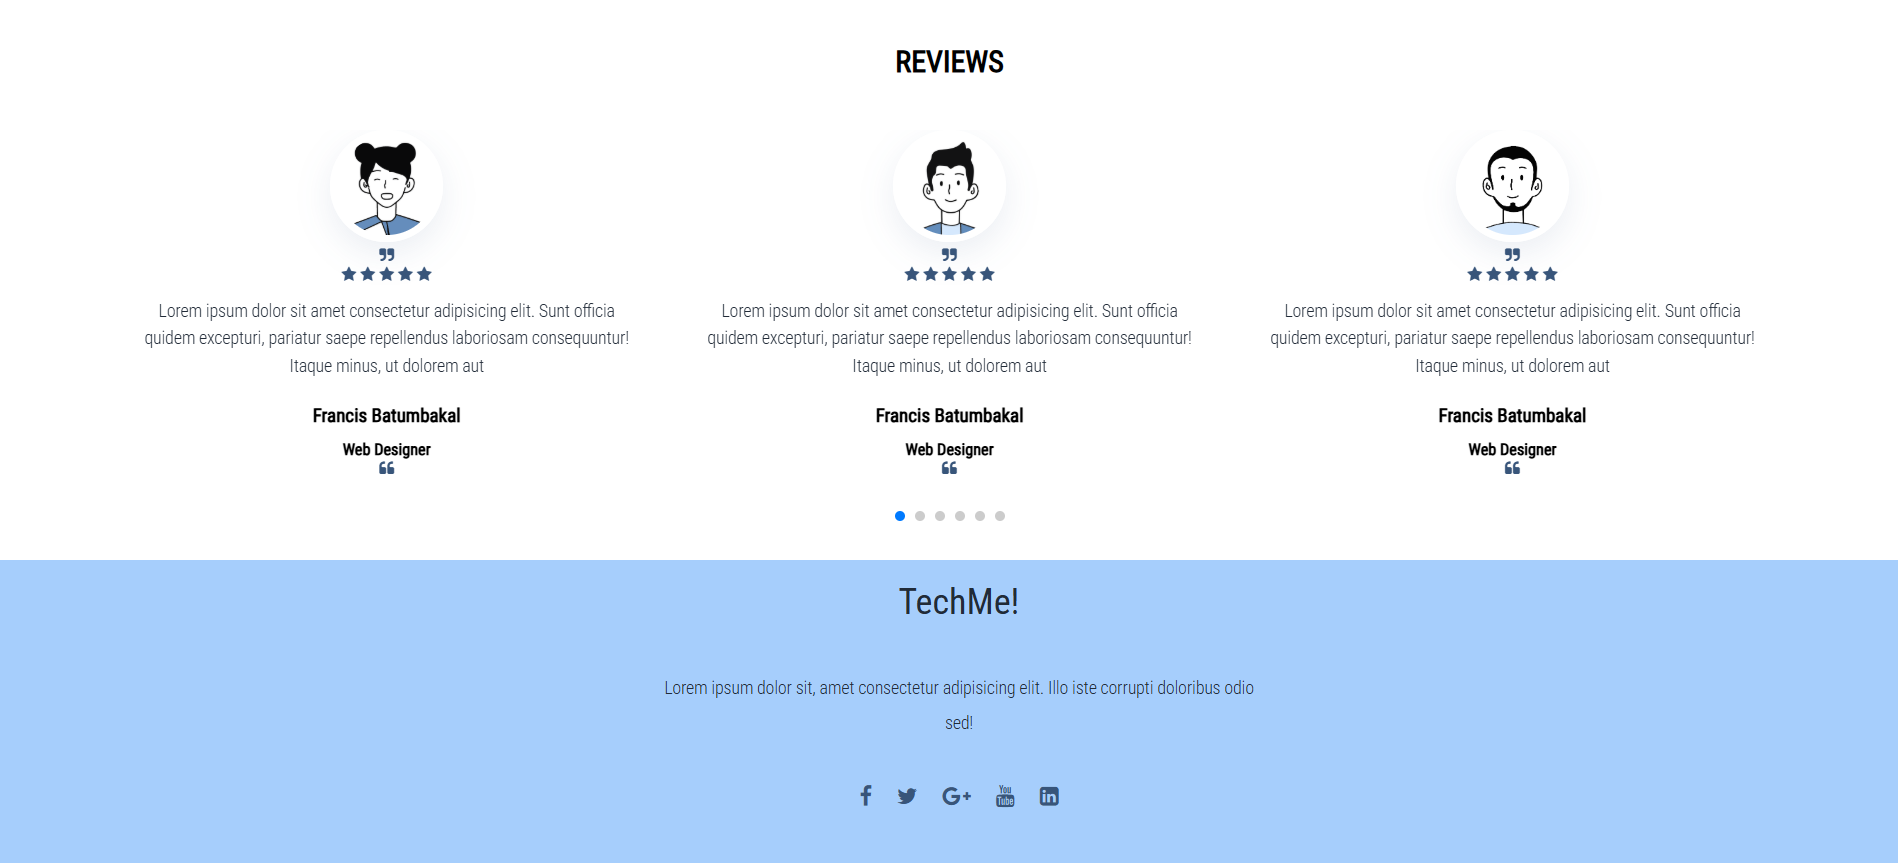 REVIEWS
Lorem ipsum dolor sit amet consectetur adipisicing elit. Sunt officia
quidem excepturi, pariatur saepe repellendus laboriosam consequuntur!
Itaque minus, ut dolorem aut
Francis Batumbakal
Web Designer
Lorem ipsum dolor sit amet consectetur adipisicing elit. Sunt officia
quidem excepturi, pariatur saepe repellendus laboriosam consequuntur!
Itaque minus, ut dolorem aut
Francis Batumbakal
Web Designer
Lorem ipsum dolor sit amet consectetur adipisicing elit. Sunt officia
quidem excepturi, pariatur saepe repellendus laboriosam consequuntur!
Itaque minus, ut dolorem aut
Francis Batumbakal
Web Designer
TechMe!
Lorem ipsum dolor sit, amet consectetur adipisicing elit. Illo iste corrupti doloribus odio
sed!
You
Tube